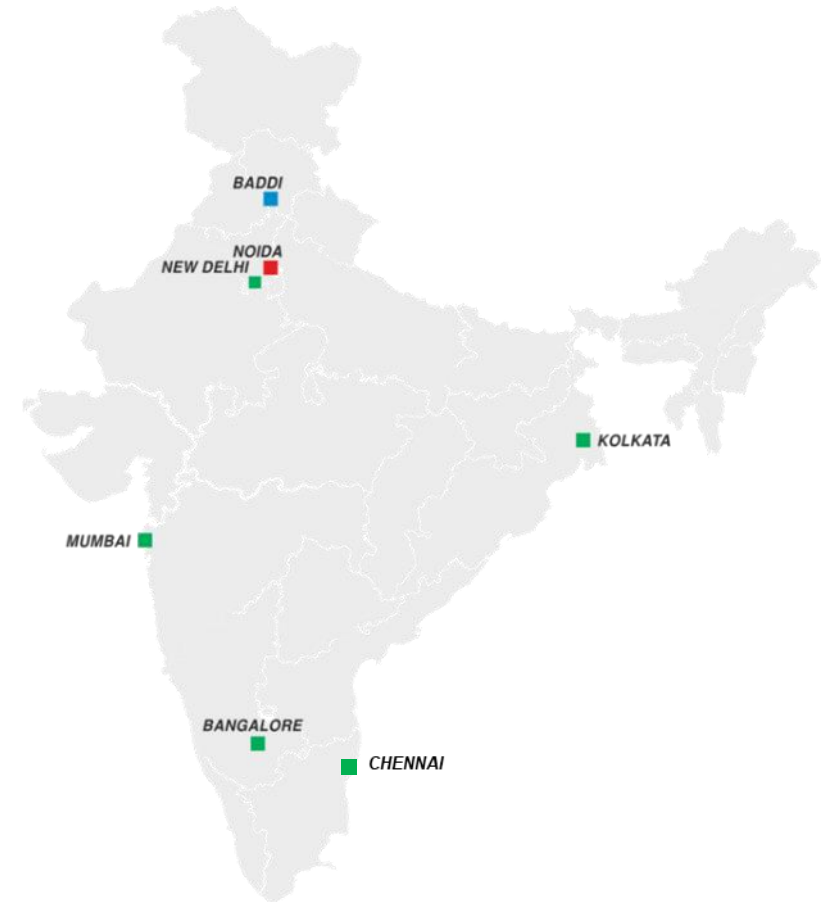 BADDI
NOIDA
NEW DELHI
KOLKATA
MUMBAI
BANGALORE
CHENNAI